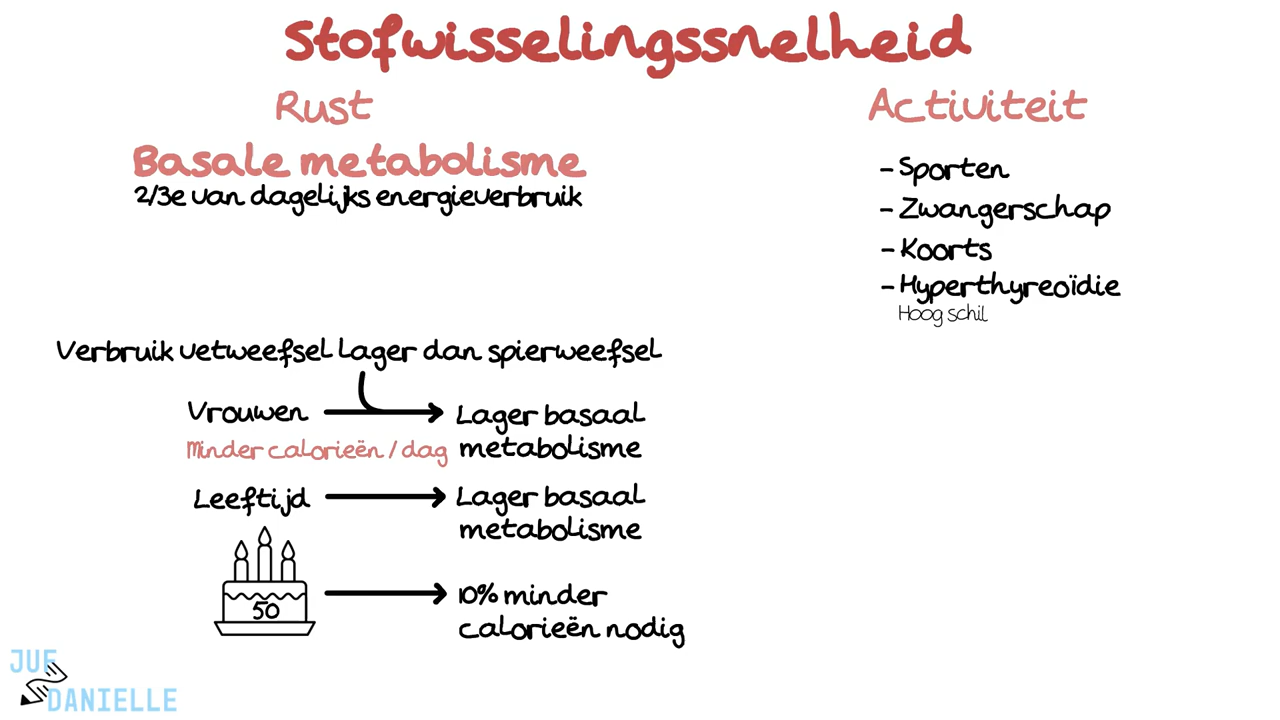 Stofwisselingssnelheid
Rust
Basale metabolisme
2/3e van dagelijks energieverbruik
Verbruik vetweefsel lager dan spierweefsel
Vrouwen
Lager basaal
metabolisme
Minder calorieën / dag
Leeftijd
Lager basaal
metabolisme
50
10% minder
calorieën nodig
Activiteit
- Sporten
- Zwangerschap
- Koorts
- Hyperthyreoïdie
Hoog schil
JUF
DANIELLE